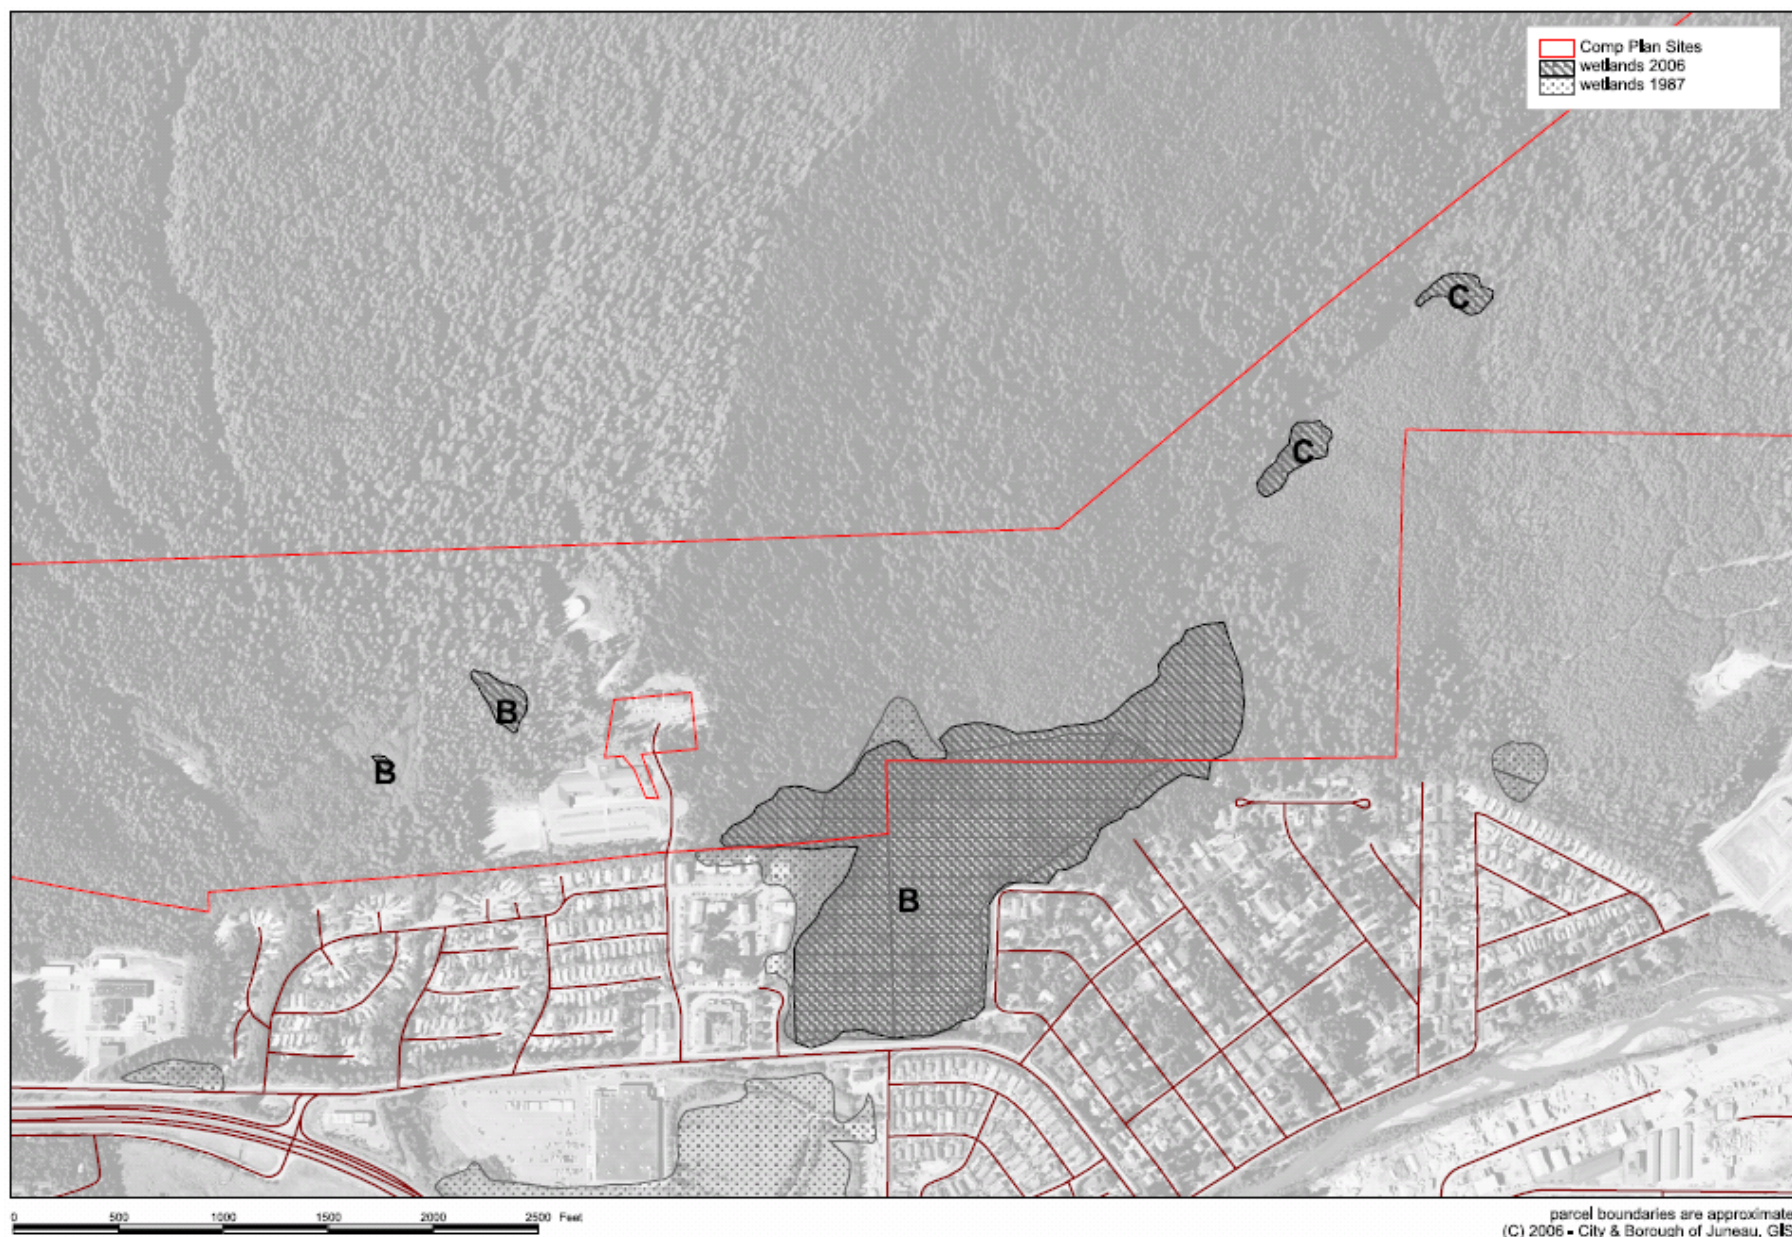 Comp Plan Sites
wetlands 2006
wetlands 1987
C
C
B
B
B
0 500 1000 1500 2000 2500 Feet
parcel boundaries are approximate
(C) 2006 - City & Borough of Juneau, GIS